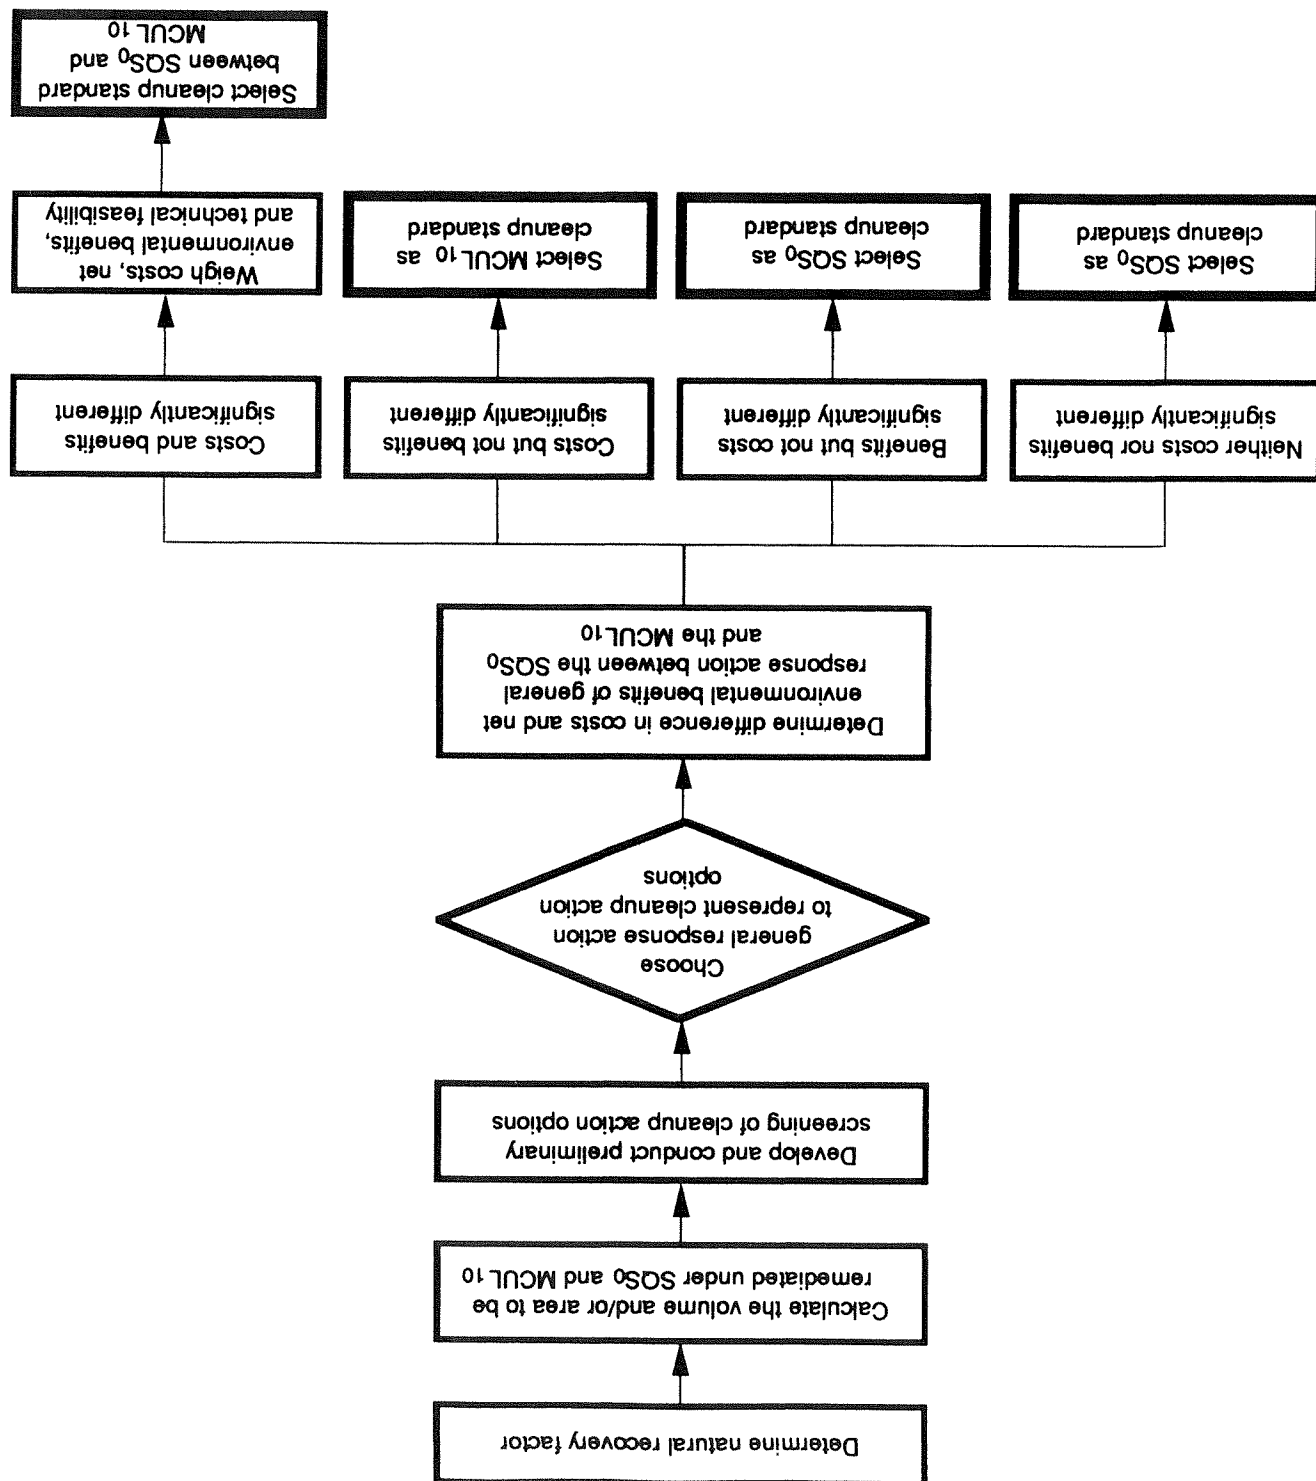 Determine natural recovery factor
Calculate the volume and/or area to be
remediated under SQS₀ and MCUL₁₀
Develop and conduct preliminary
screening of cleanup action options
Choose
general response action
to represent cleanup action
options
Determine difference in costs and net
environmental benefits of general
response action between the SQS₀
and the MCUL₁₀
Neither costs nor benefits
significantly different
Select SQS₀ as
cleanup standard
Benefits but not costs
significantly different
Select SQS₀ as
cleanup standard
Costs but not benefits
significantly different
Select MCUL₁₀ as
cleanup standard
Costs and benefits
significantly different
Weigh costs, net
environmental benefits,
and technical feasibility
Select cleanup standard
between SQS₀ and
MCUL₁₀